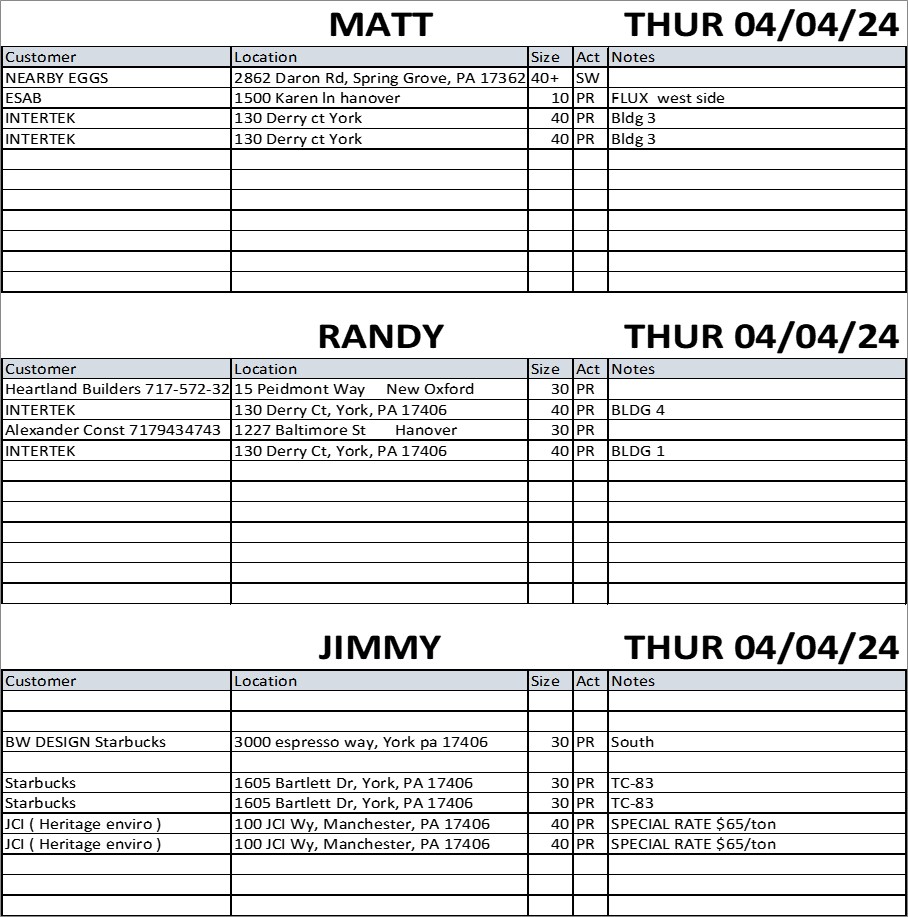 MATT THUR 04/04/24
Customer Location Size Act Notes
NEARBY EGGS 2862 Daron Rd, Spring Grove, PA 17362 40+ SW
ESAB 1500 Karen ln hanover 10 PR FLUX west side
INTERTEK 130 Derry ct York 40 PR Bldg 3
INTERTEK 130 Derry ct York 40 PR Bldg 3
RANDY THUR 04/04/24
Customer Location Size Act Notes
Heartland Builders 717-572-32 15 Peidmont Way New Oxford 30 PR
INTERTEK 130 Derry Ct, York, PA 17406 40 PR BLDG 4
Alexander Const 7179434743 1227 Baltimore St Hanover 30 PR
INTERTEK 130 Derry Ct, York, PA 17406 40 PR BLDG 1
JIMMY THUR 04/04/24
Customer Location Size Act Notes
BW DESIGN Starbucks 3000 espresso way, York pa 17406 30 PR South
Starbucks 1605 Bartlett Dr, York, PA 17406 30 PR TC-83
Starbucks 1605 Bartlett Dr, York, PA 17406 30 PR TC-83
JCI ( Heritage enviro ) 100 JCI Wy, Manchester, PA 17406 40 PR SPECIAL RATE $65/ton
JCI ( Heritage enviro ) 100 JCI Wy, Manchester, PA 17406 40 PR SPECIAL RATE $65/ton